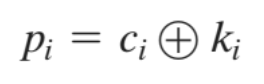 pᵢ = cᵢ ⊕ kᵢ